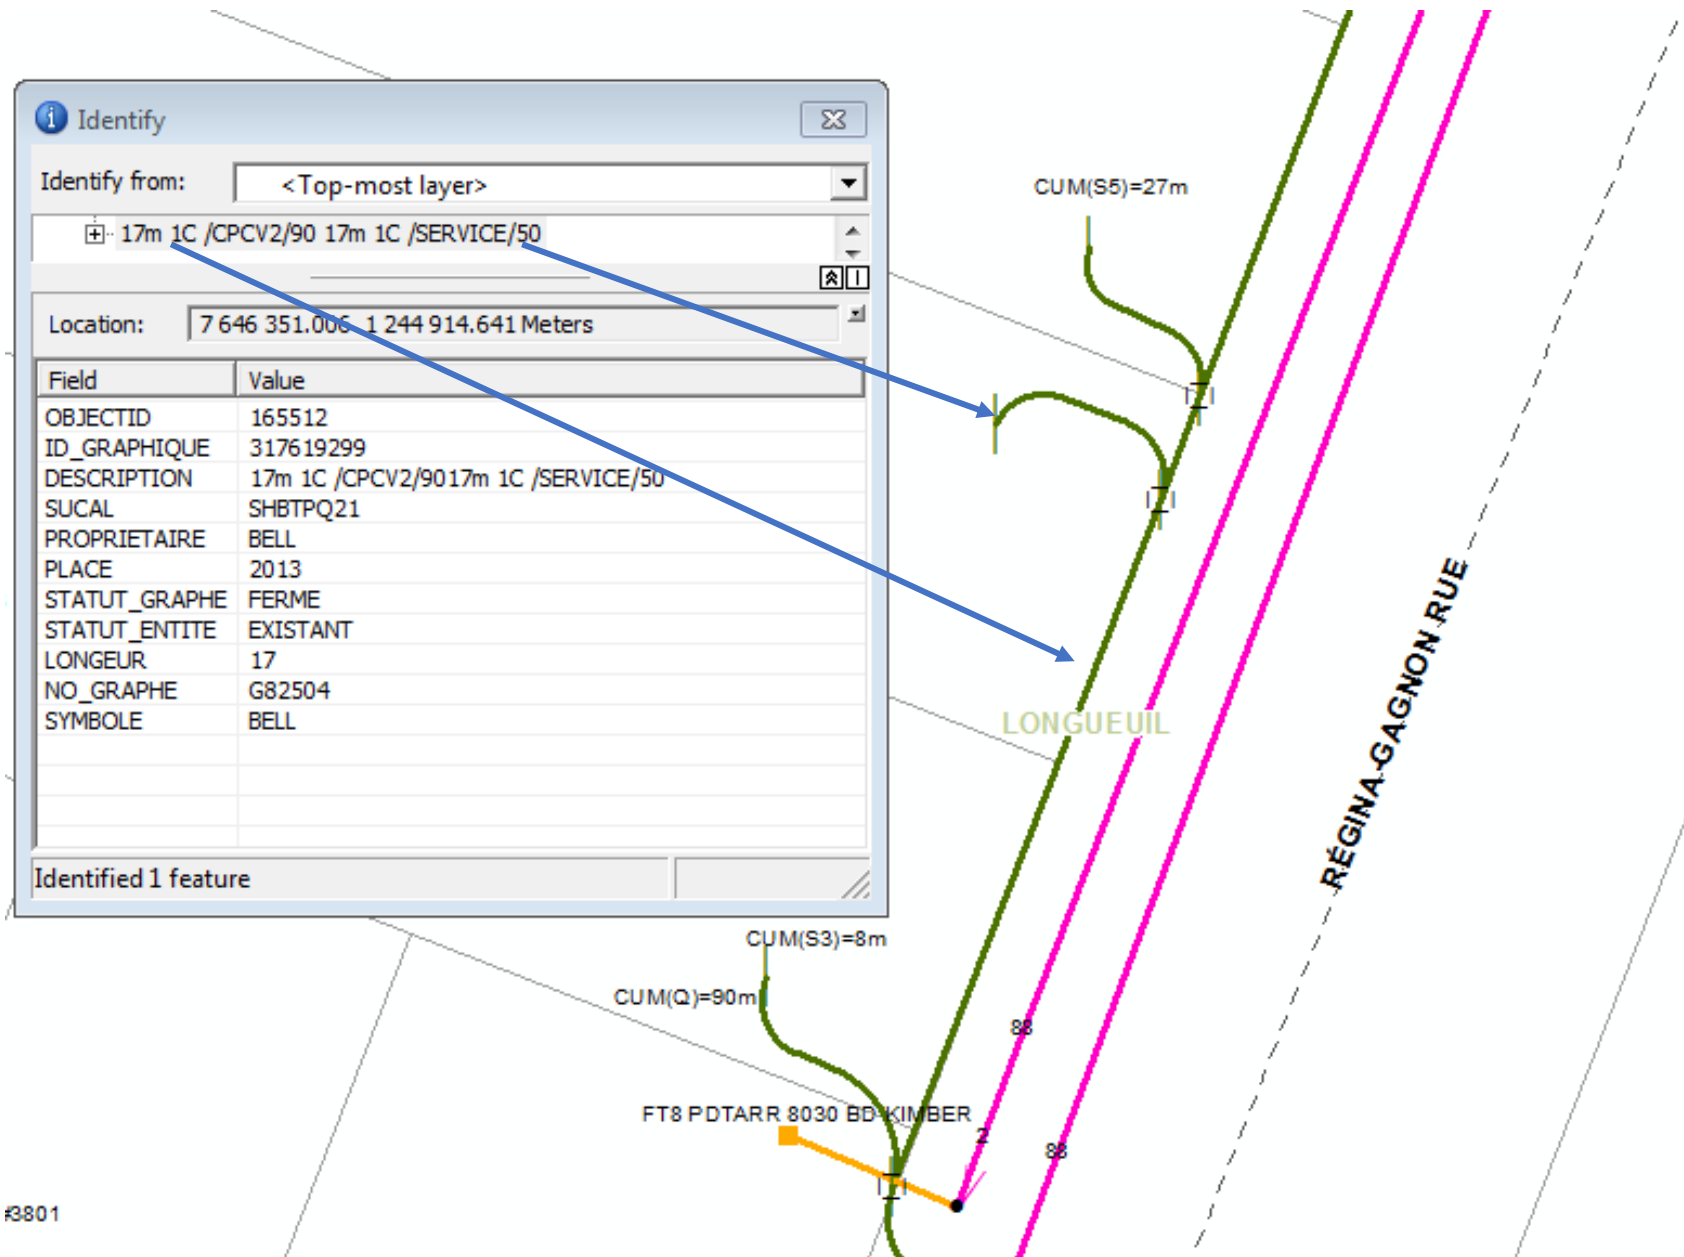 Identify
Identify from: <Top-most layer>
17m 1C /CPCV2/90 17m 1C /SERVICE/50
Location: 7 646 351.006 1 244 914.641 Meters
Field Value
OBJECTID 165512
ID_GRAPHIQUE 317619299
DESCRIPTION 17m 1C /CPCV2/9017m 1C /SERVICE/50
SUCAL SHBTPQ21
PROPRIETAIRE BELL
PLACE 2013
STATUT_GRAPHE FERME
STATUT_ENTITE EXISTANT
LONGEUR 17
NO_GRAPHE G82504
SYMBOLE BELL
Identified 1 feature
CUM(S5)=27m
LONGUEUIL
RÉGINA-GAGNON RUE
CUM(S3)=8m
CUM(Q)=90m
88
FT8 PDTARR 8030 BD-KIMBER
2
88
#3801